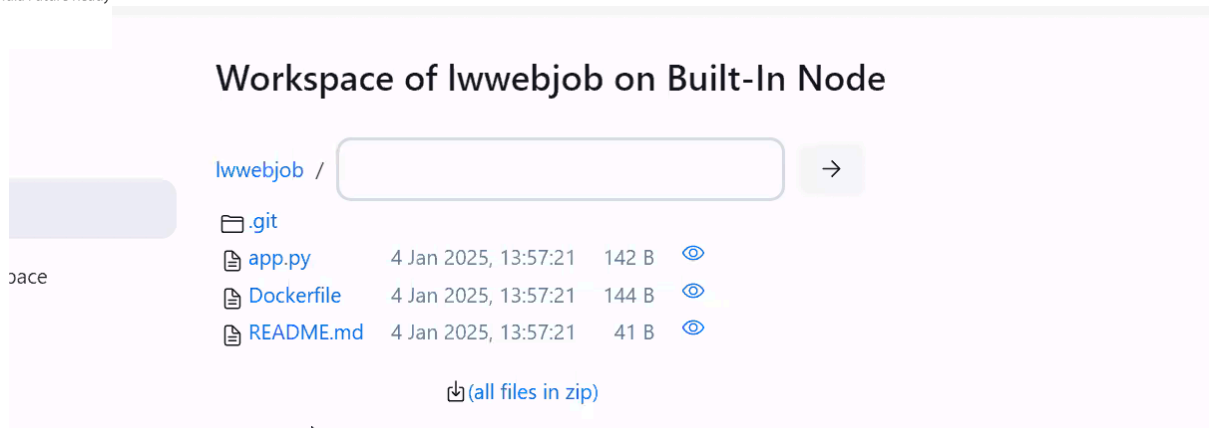 Workspace of lwwebjob on Built-In Node
lwwebjob /
.git
app.py 4 Jan 2025, 13:57:21 142 B
pace
Dockerfile 4 Jan 2025, 13:57:21 144 B
README.md 4 Jan 2025, 13:57:21 41 B
(all files in zip)